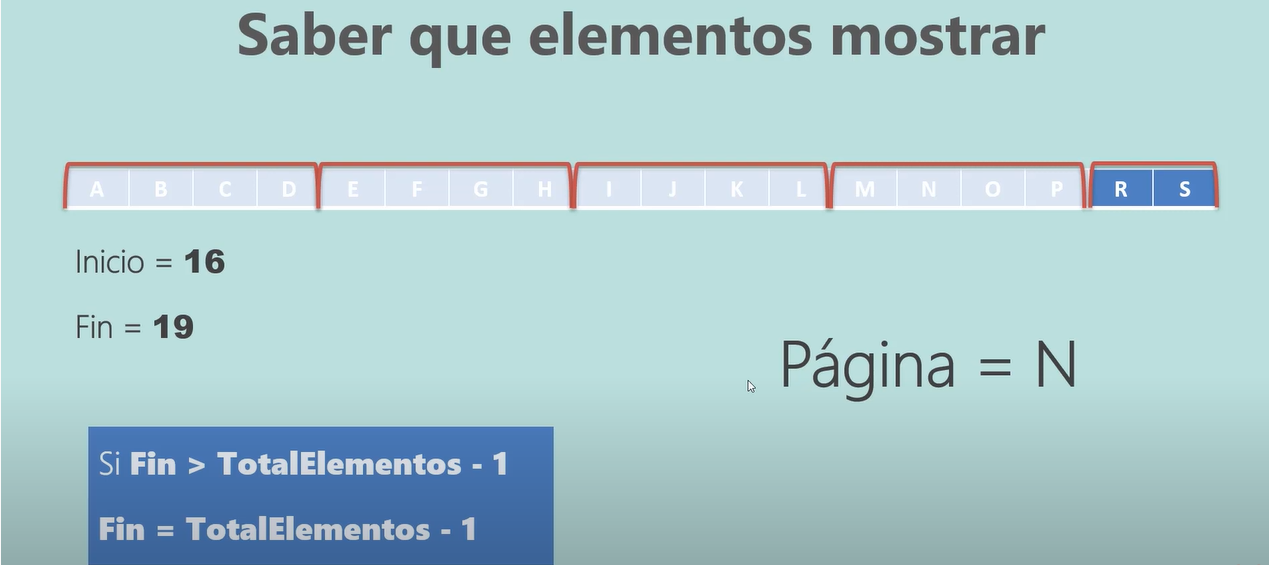 Saber que elementos mostrar
A B C D E F G H I J K L M N O P R S
Inicio = 16
Fin = 19
Página = N
Si Fin > TotalElementos - 1
Fin = TotalElementos - 1